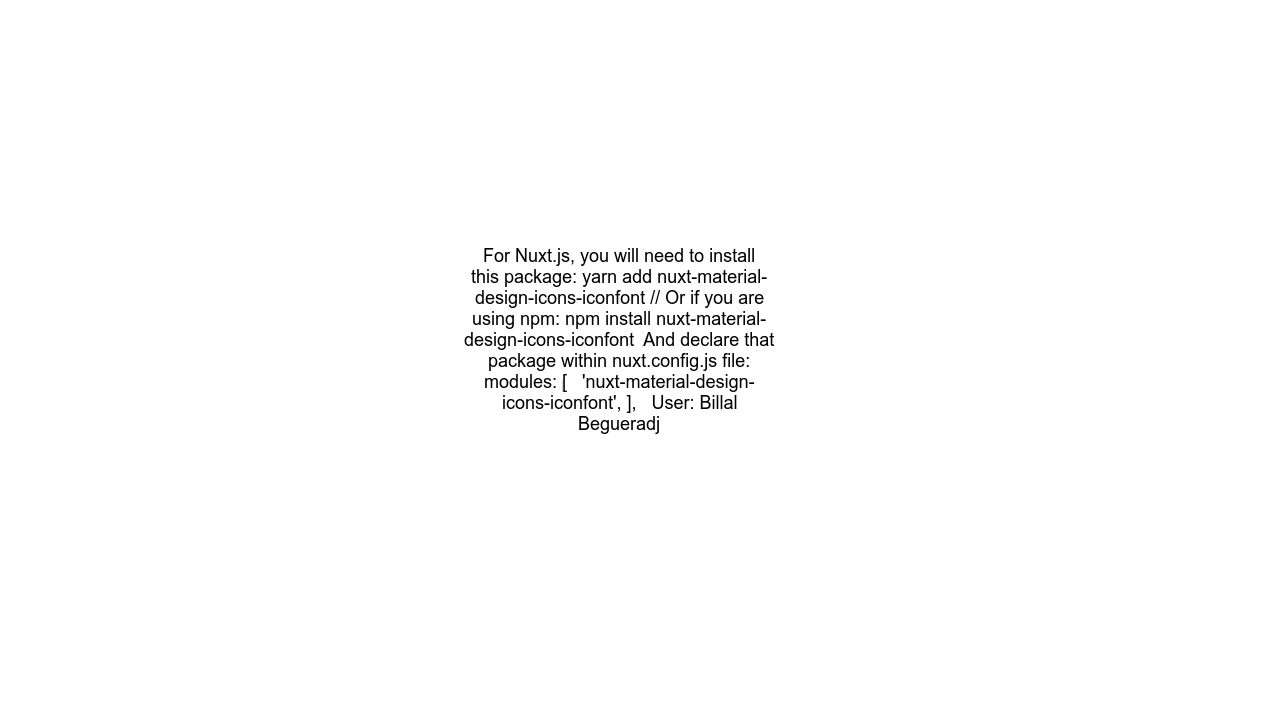 For Nuxt.js, you will need to install
this package: yarn add nuxt-material-
design-icons-iconfont // Or if you are
using npm: npm install nuxt-material-
design-icons-iconfont  And declare that
package within nuxt.config.js file:
modules: [   'nuxt-material-design-
icons-iconfont', ],   User: Billal
Begueradj